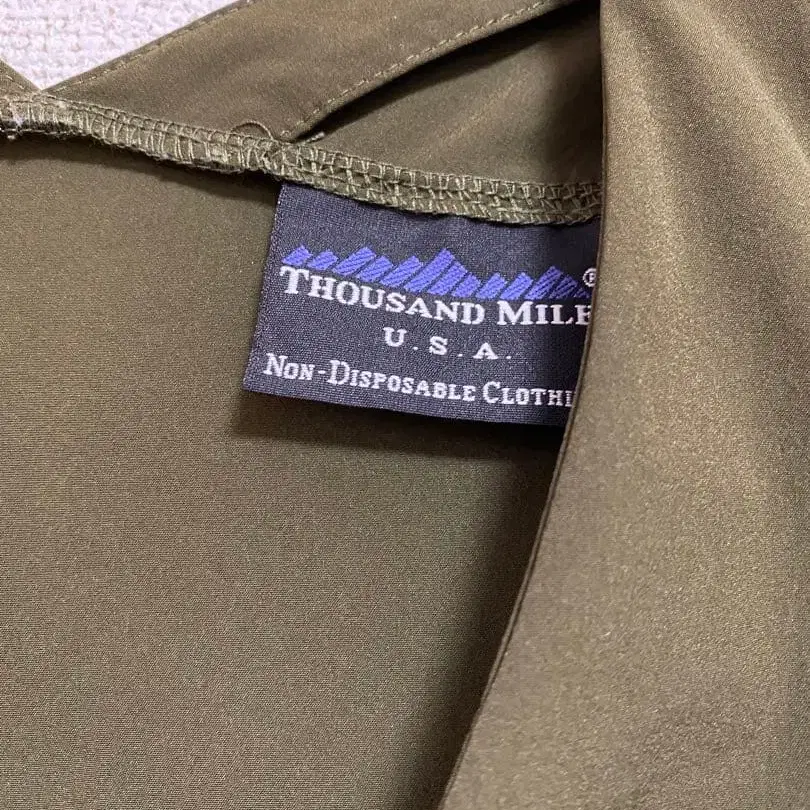 ®
THOUSAND MILE
U.S.A.
NON-DISPOSABLE CLOTHI